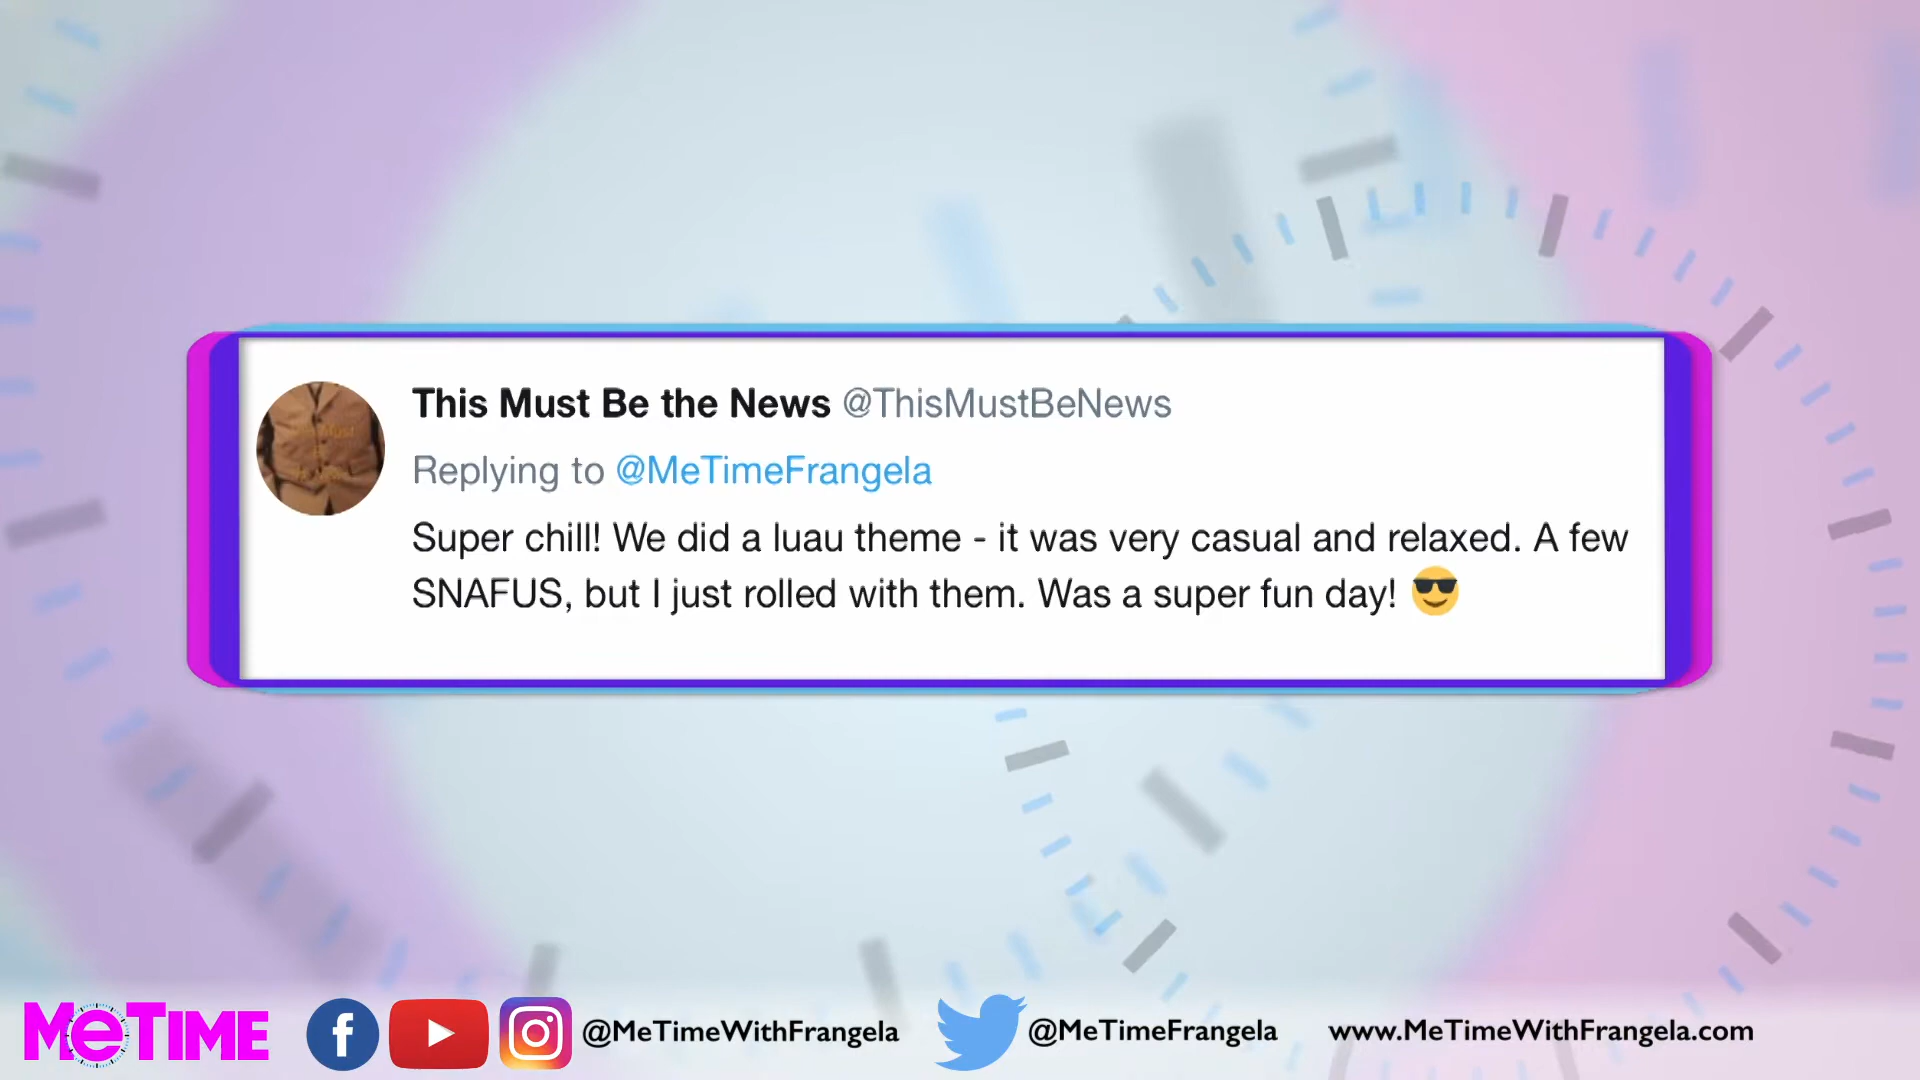 This Must Be the News @ThisMustBeNews
Replying to @MeTimeFrangela
Super chill! We did a luau theme - it was very casual and relaxed. A few
SNAFUS, but I just rolled with them. Was a super fun day! 😎
MeTIME @MeTimeWithFrangela @MeTimeFrangela www.MeTimeWithFrangela.com